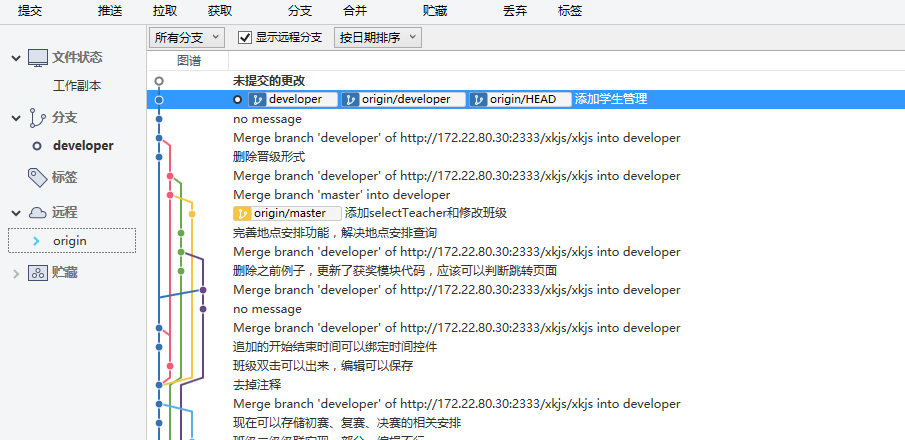 提交 推送 拉取 获取 分支 合并 贮藏 丢弃 标签
所有分支 显示远程分支 按日期排序
图谱
文件状态
工作副本
分支
developer
标签
远程
origin
贮藏
未提交的更改
developer origin/developer origin/HEAD 添加学生管理
no message
Merge branch 'developer' of http://172.22.80.30:2333/xkjs/xkjs into developer
删除晋级形式
Merge branch 'developer' of http://172.22.80.30:2333/xkjs/xkjs into developer
Merge branch 'master' into developer
origin/master 添加selectTeacher和修改班级
完善地点安排功能，解决地点安排查询
Merge branch 'developer' of http://172.22.80.30:2333/xkjs/xkjs into developer
删除之前例子，更新了获奖模块代码，应该可以判断跳转页面
Merge branch 'developer' of http://172.22.80.30:2333/xkjs/xkjs into developer
no message
Merge branch 'developer' of http://172.22.80.30:2333/xkjs/xkjs into developer
追加的开始结束时间可以绑定时间控件
班级双击可以出来，编辑可以保存
去掉注释
Merge branch 'developer' of http://172.22.80.30:2333/xkjs/xkjs into developer
现在可以存储初赛、复赛、决赛的相关安排